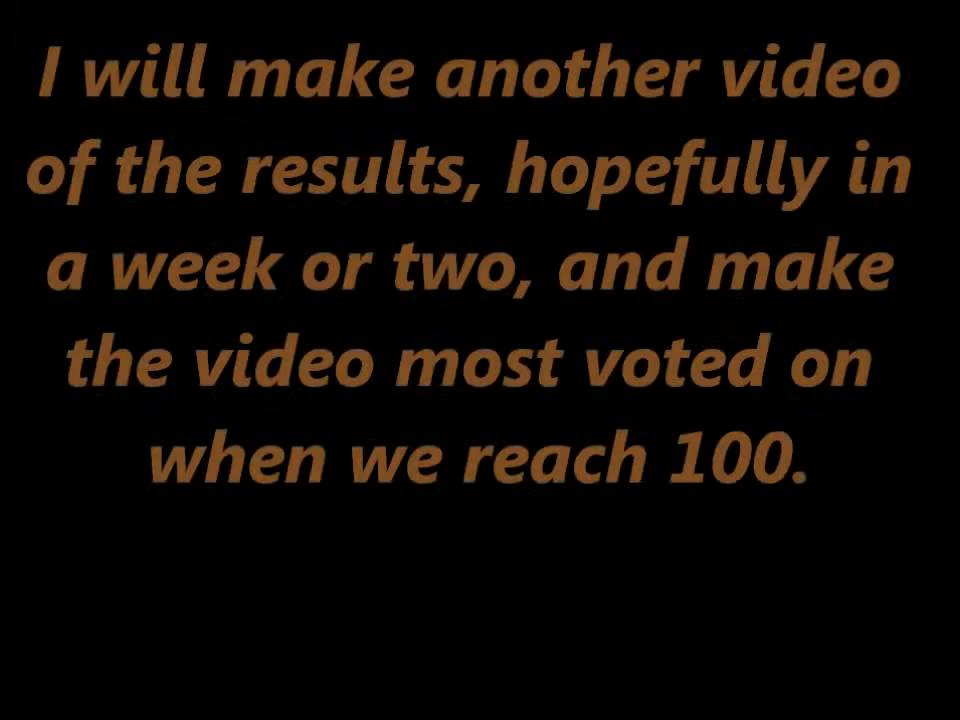 I will make another video
of the results, hopefully in
a week or two, and make
the video most voted on
when we reach 100.